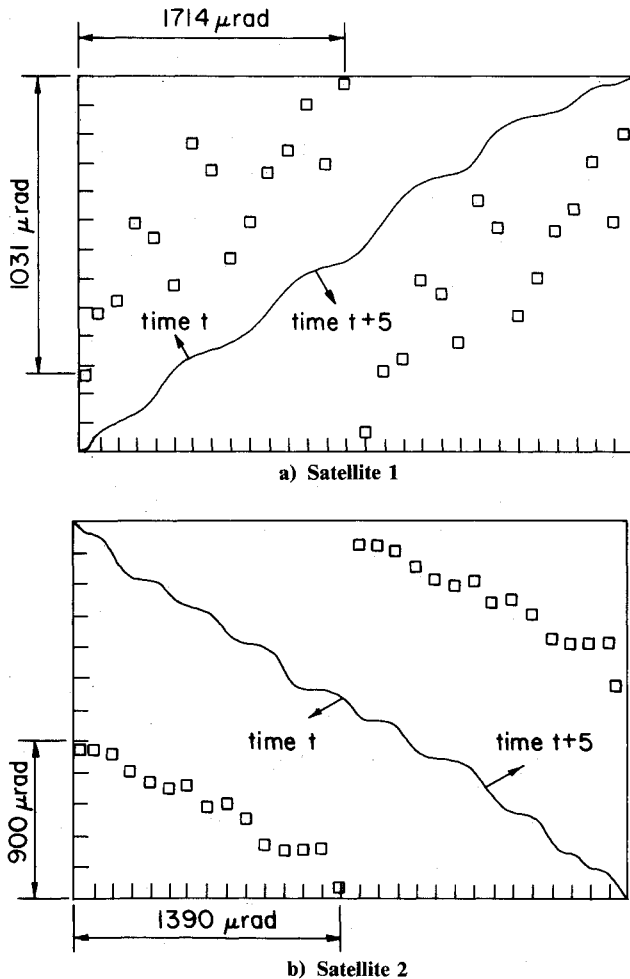 1714 μrad
1031 μrad
time t
time t+5
a) Satellite 1
time t
time t+5
900 μrad
1390 μrad
b) Satellite 2